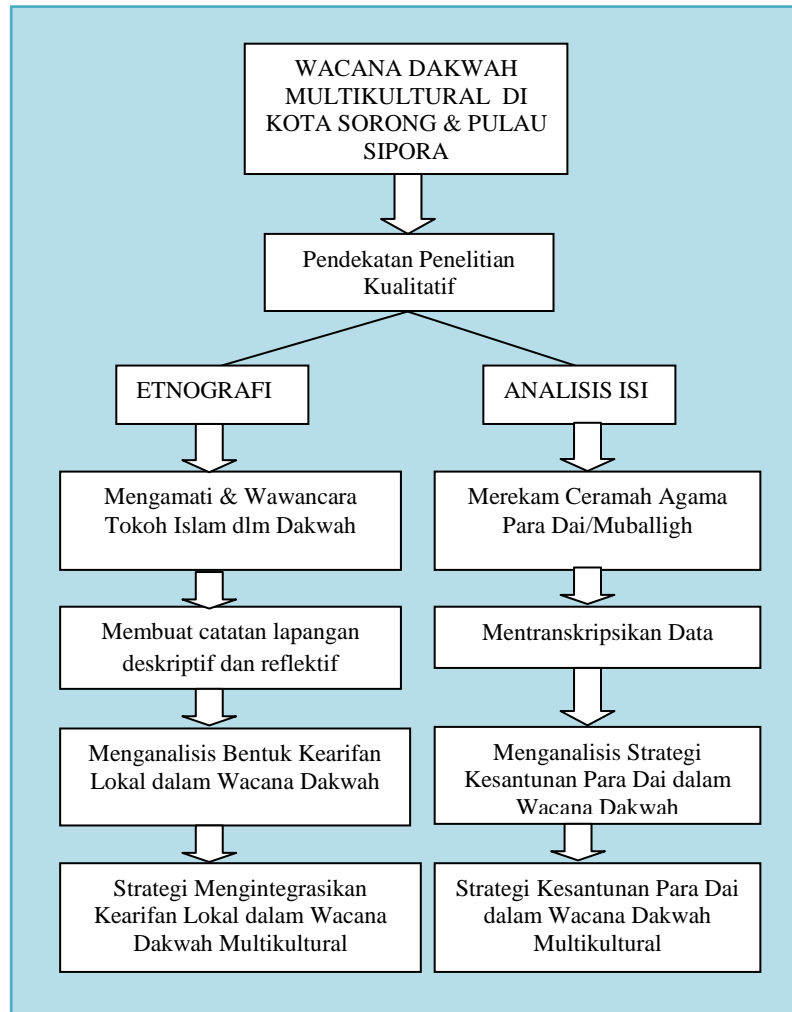 WACANA DAKWAH
MULTIKULTURAL DI
KOTA SORONG & PULAU
SIPORA
Pendekatan Penelitian
Kualitatif
ETNOGRAFI
ANALISIS ISI
Mengamati & Wawancara
Tokoh Islam dlm Dakwah
Merekam Ceramah Agama
Para Dai/Muballigh
Membuat catatan lapangan
deskriptif dan reflektif
Mentranskripsikan Data
Menganalisis Bentuk Kearifan
Lokal dalam Wacana Dakwah
Menganalisis Strategi
Kesantunan Para Dai dalam
Wacana Dakwah
Strategi Mengintegrasikan
Kearifan Lokal dalam Wacana
Dakwah Multikultural
Strategi Kesantunan Para Dai
dalam Wacana Dakwah
Multikultural